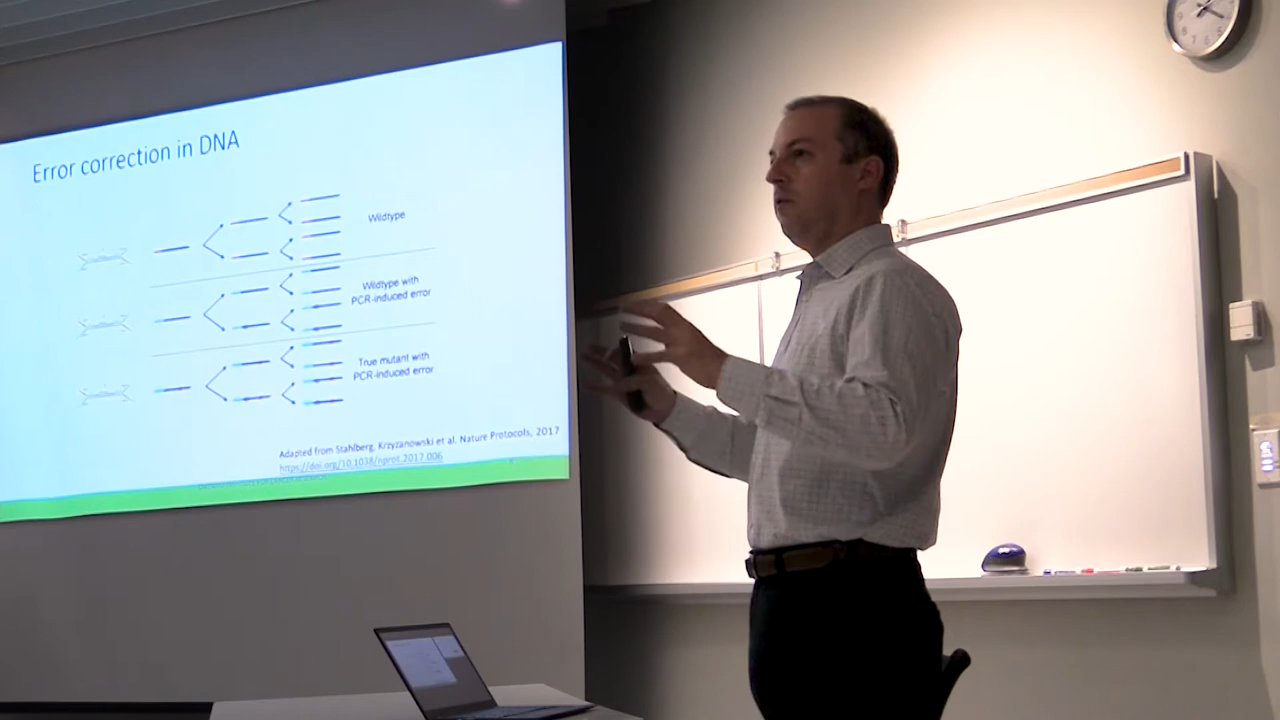 Error correction in DNA
Wildtype
Wildtype with
PCR-induced error
True mutant with
PCR-induced error
Adapted from Stahlberg, Krzyzanowski et al. Nature Protocols, 2017
https://doi.org/10.1038/nprot.2017.006